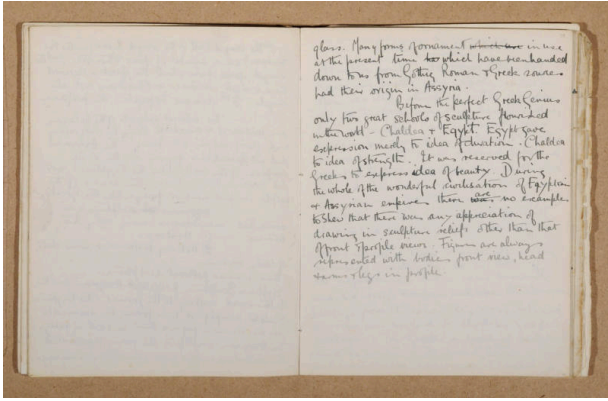 glass. Many forms of ornament which are in use
at the present time to which have been handed
down to us from Gothic Roman & Greek sources
had their origin in Assyria.
Before the perfect Greek Genius
only two great schools of sculpture flourished
in the world - Chaldea & Egypt. Egypt gave
expression merely to idea of duration. Chaldea
to idea of strength. It was reserved for the
Greeks to express idea of beauty During
the whole of the wonderful civilisation of Egyptian
& Assyrian empires there are no examples
to shew that there was any appreciation of
drawing in sculpture reliefs other than that
of front & profile views. Figures are always
represented with bodies front view, head
& arms & legs in profile